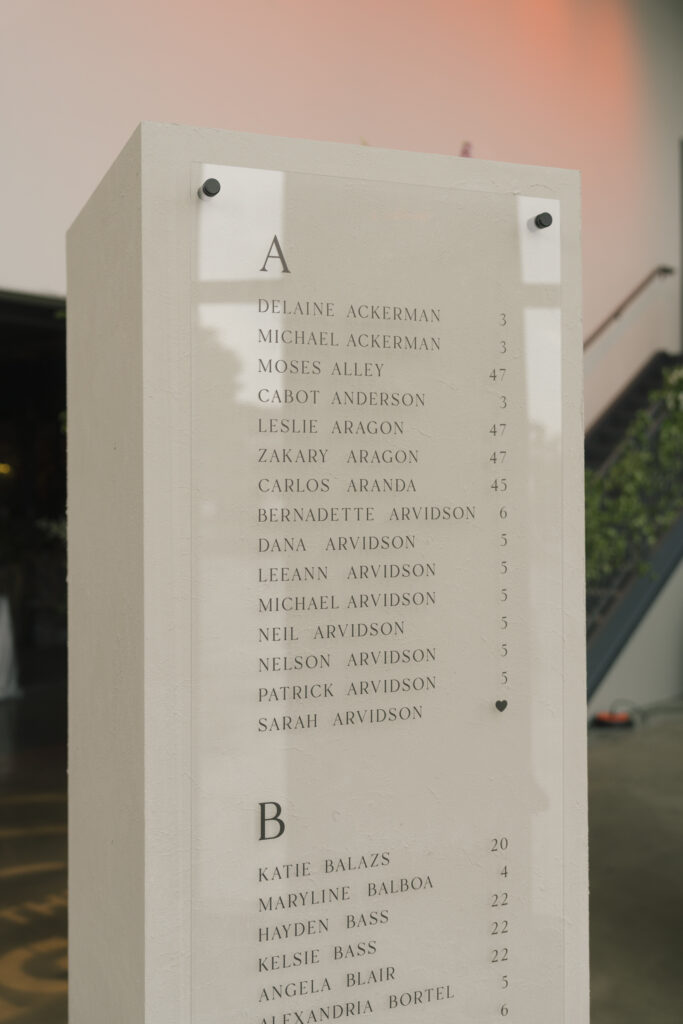 A
DELAINE ACKERMAN 3
MICHAEL ACKERMAN 3
MOSES ALLEY 47
CABOT ANDERSON 3
LESLIE ARAGON 47
ZAKARY ARAGON 47
CARLOS ARANDA 45
BERNADETTE ARVIDSON 6
DANA ARVIDSON 5
LEEANN ARVIDSON 5
MICHAEL ARVIDSON 5
NEIL ARVIDSON 5
NELSON ARVIDSON 5
PATRICK ARVIDSON 5
SARAH ARVIDSON ♥
B
KATIE BALAZS 20
MARYLINE BALBOA 4
HAYDEN BASS 22
KELSIE BASS 22
ANGELA BLAIR 22
ALEXANDRIA BORTEL 5
6